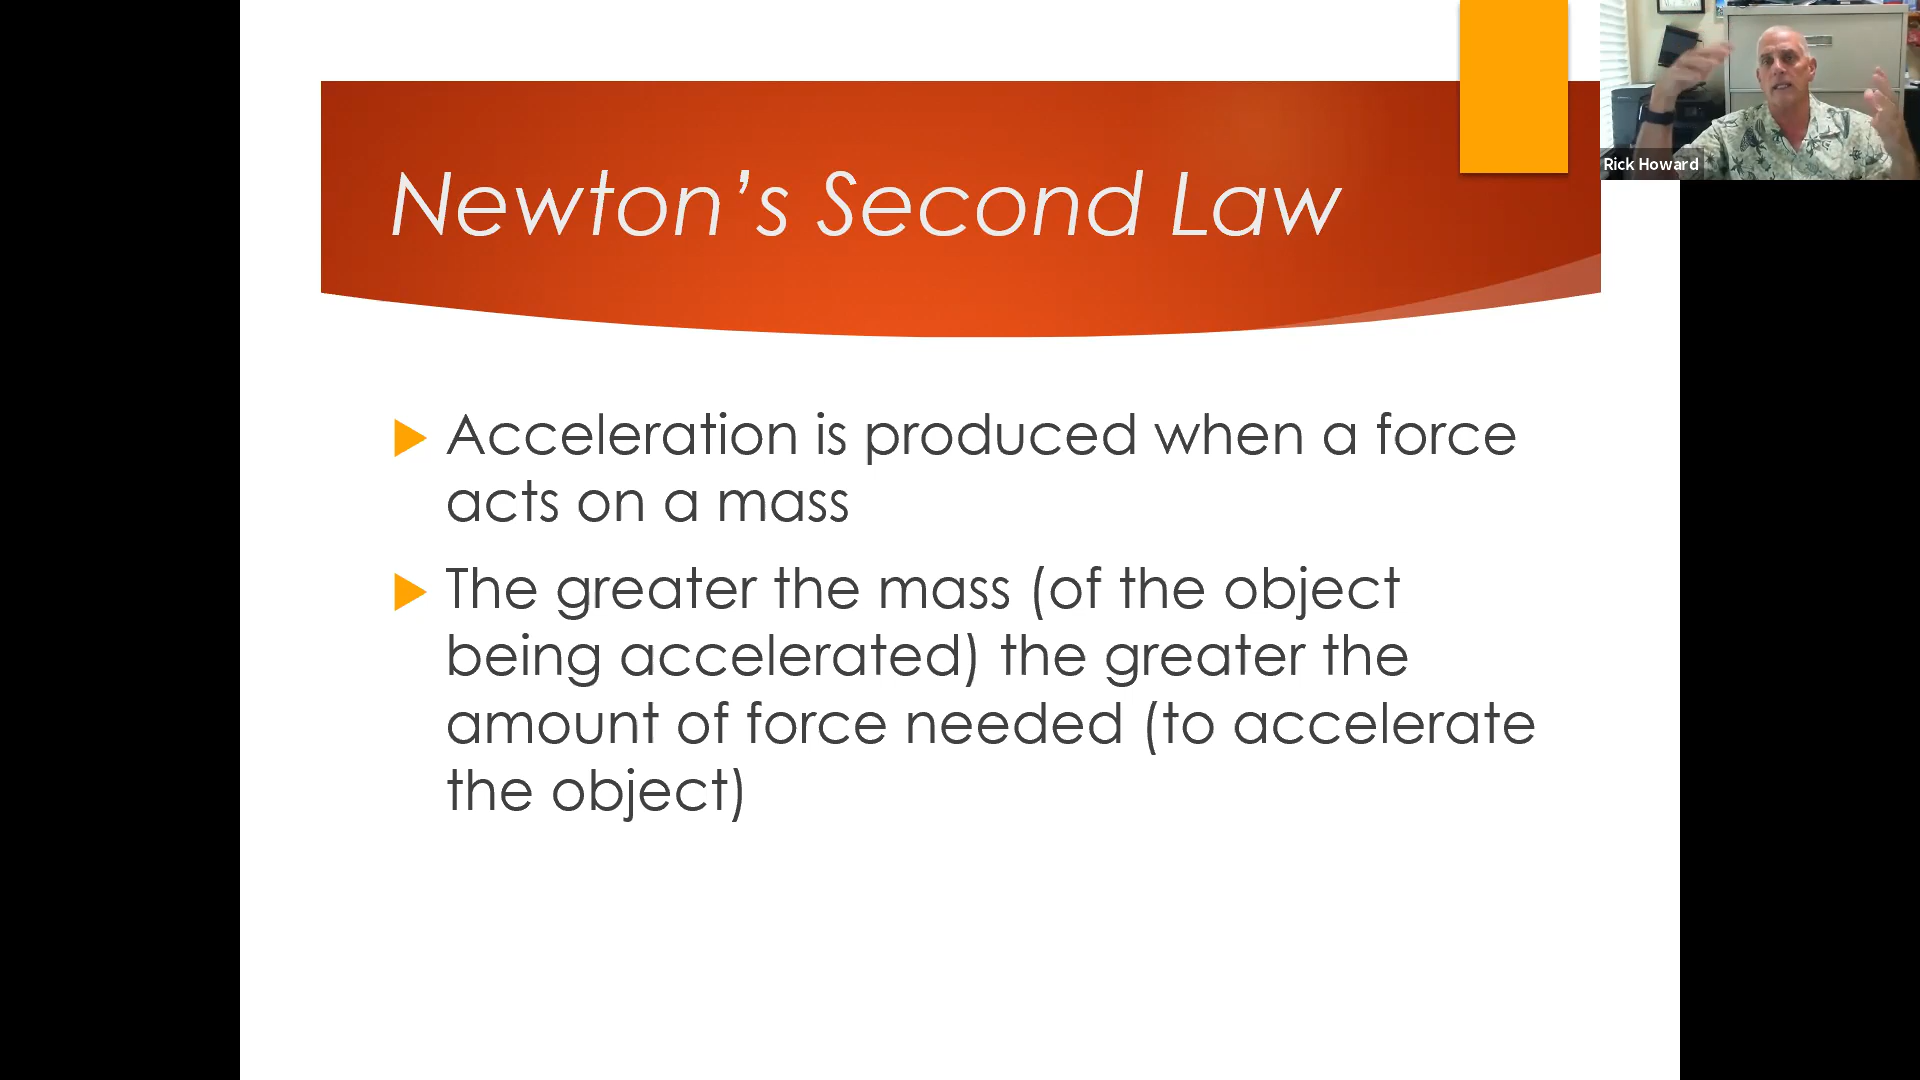 Newton’s Second Law
Rick Howard
Acceleration is produced when a force
acts on a mass
The greater the mass (of the object
being accelerated) the greater the
amount of force needed (to accelerate
the object)